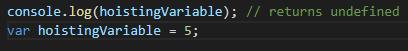 console.log(hoistingVariable); // returns undefined
var hoistingVariable = 5;